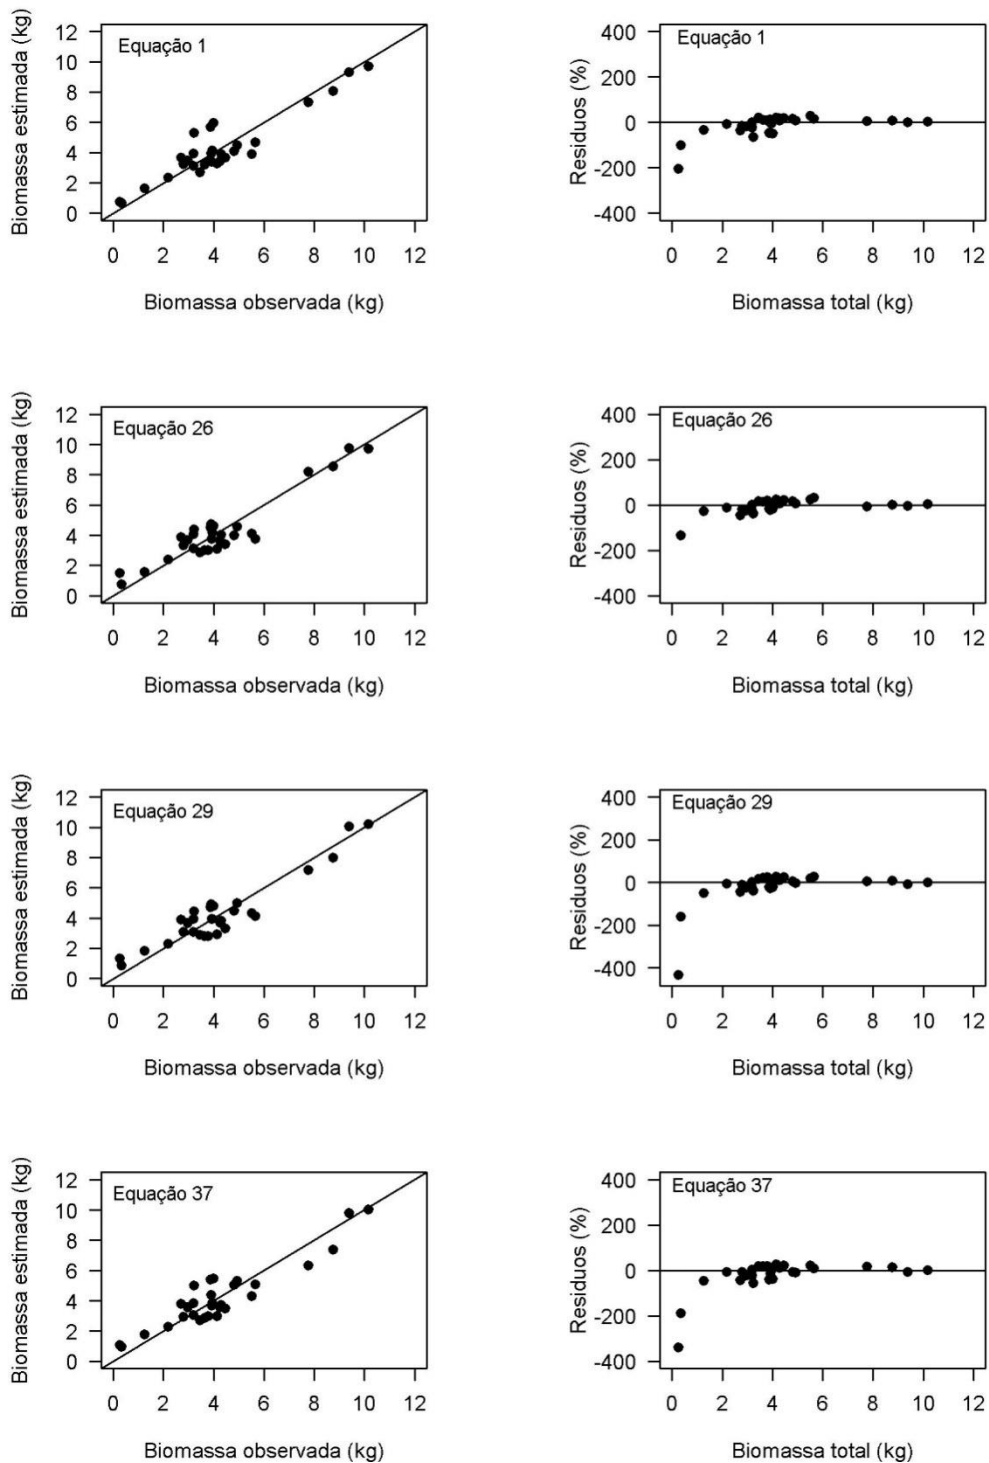 Biomassa estimada (kg)
12
10
8
6
4
2
0
Equação 1
0 2 4 6 8 10 12
Biomassa observada (kg)
Residuos (%)
400
200
0
-200
-400
Equação 1
0 2 4 6 8 10 12
Biomassa total (kg)
Biomassa estimada (kg)
12
10
8
6
4
2
0
Equação 26
0 2 4 6 8 10 12
Biomassa observada (kg)
Residuos (%)
400
200
0
-200
-400
Equação 26
0 2 4 6 8 10 12
Biomassa total (kg)
Biomassa estimada (kg)
12
10
8
6
4
2
0
Equação 29
0 2 4 6 8 10 12
Biomassa observada (kg)
Residuos (%)
400
200
0
-200
-400
Equação 29
0 2 4 6 8 10 12
Biomassa total (kg)
Biomassa estimada (kg)
12
10
8
6
4
2
0
Equação 37
0 2 4 6 8 10 12
Biomassa observada (kg)
Residuos (%)
400
200
0
-200
-400
Equação 37
0 2 4 6 8 10 12
Biomassa total (kg)